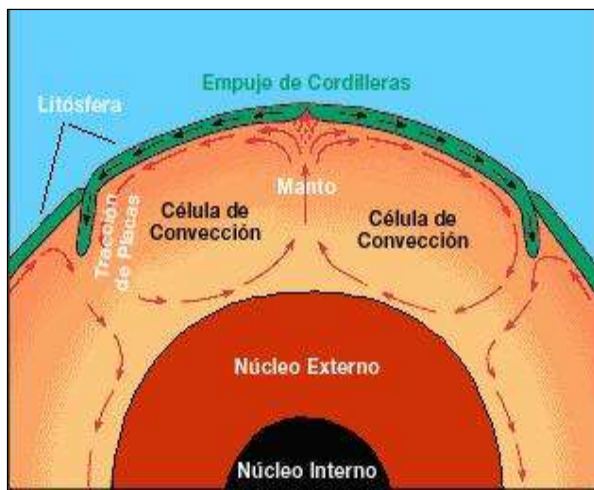 Empuje de Cordilleras
Litósfera
Manto
Tracción
de Placas
Célula de
Convección
Célula de
Convección
Núcleo Externo
Núcleo Interno